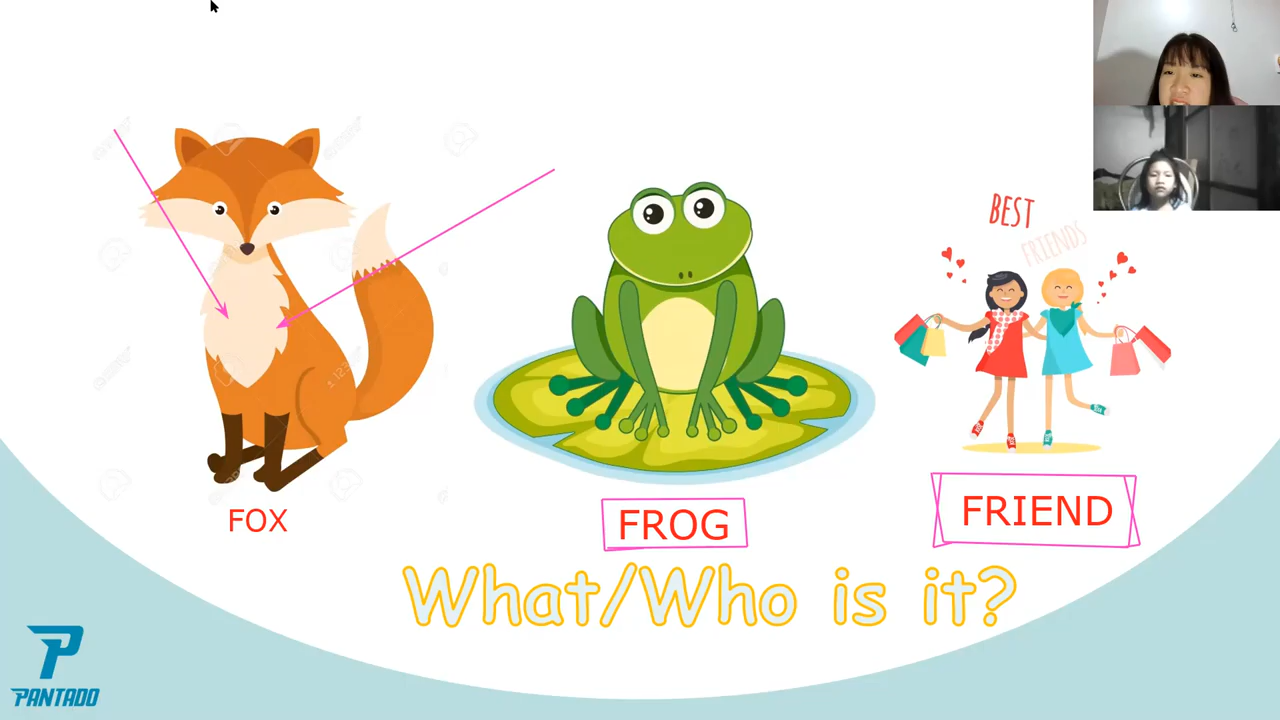 BEST
FRIENDS
FOX
FROG
FRIEND
What/Who is it?
PANTADO